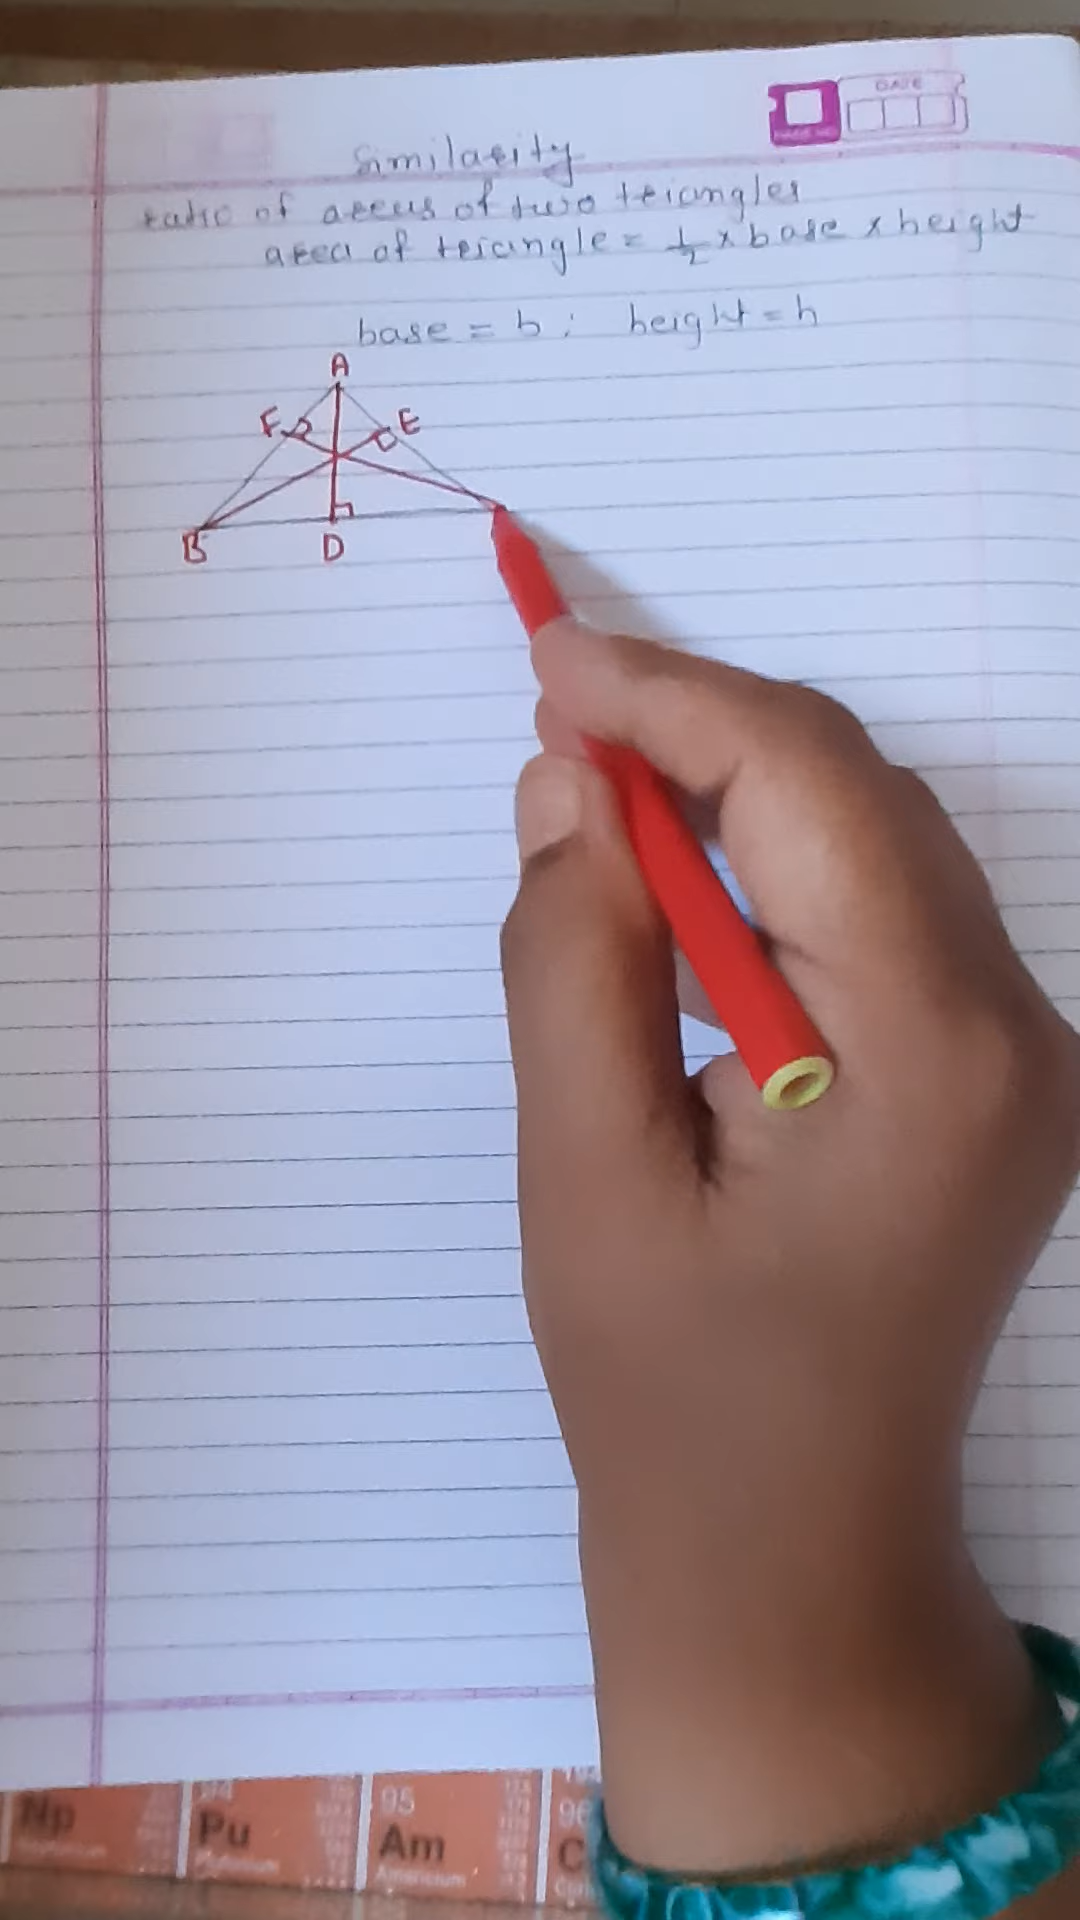 DATE
Similarity
ratio of areas of two triangles
area of triangle = 1/2 × base × height
base = b ; height = h
A
F E
B D
Np Pu 95 Am 96 C